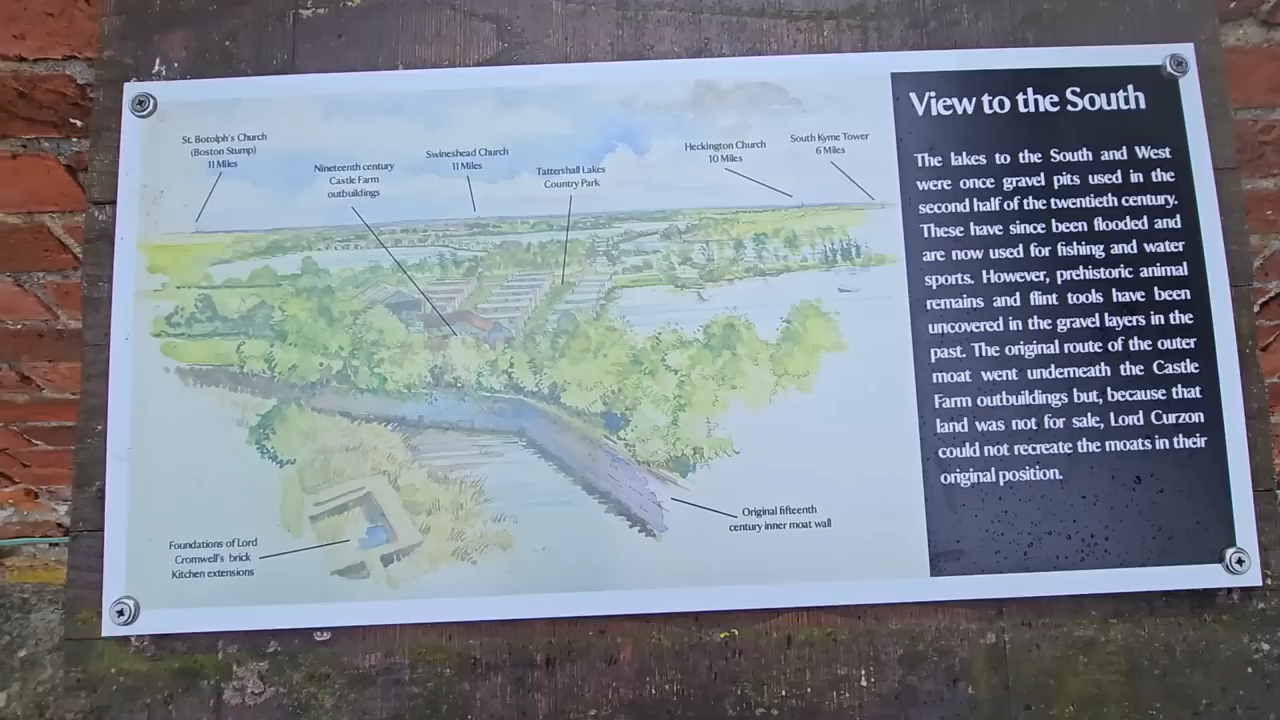 St. Botolph's Church
(Boston Stump)
11 Miles
Nineteenth century
Castle Farm
outbuildings
Swineshead Church
11 Miles
Tattershall Lakes
Country Park
Heckington Church
10 Miles
South Kyme Tower
6 Miles
Foundations of Lord
Cromwell's brick
Kitchen extensions
Original fifteenth
century inner moat wall
View to the South
The lakes to the South and West
were once gravel pits used in the
second half of the twentieth century.
These have since been flooded and
are now used for fishing and water
sports. However, prehistoric animal
remains and flint tools have been
uncovered in the gravel layers in the
past. The original route of the outer
moat went underneath the Castle
Farm outbuildings but, because that
land was not for sale, Lord Curzon
could not recreate the moats in their
original position.